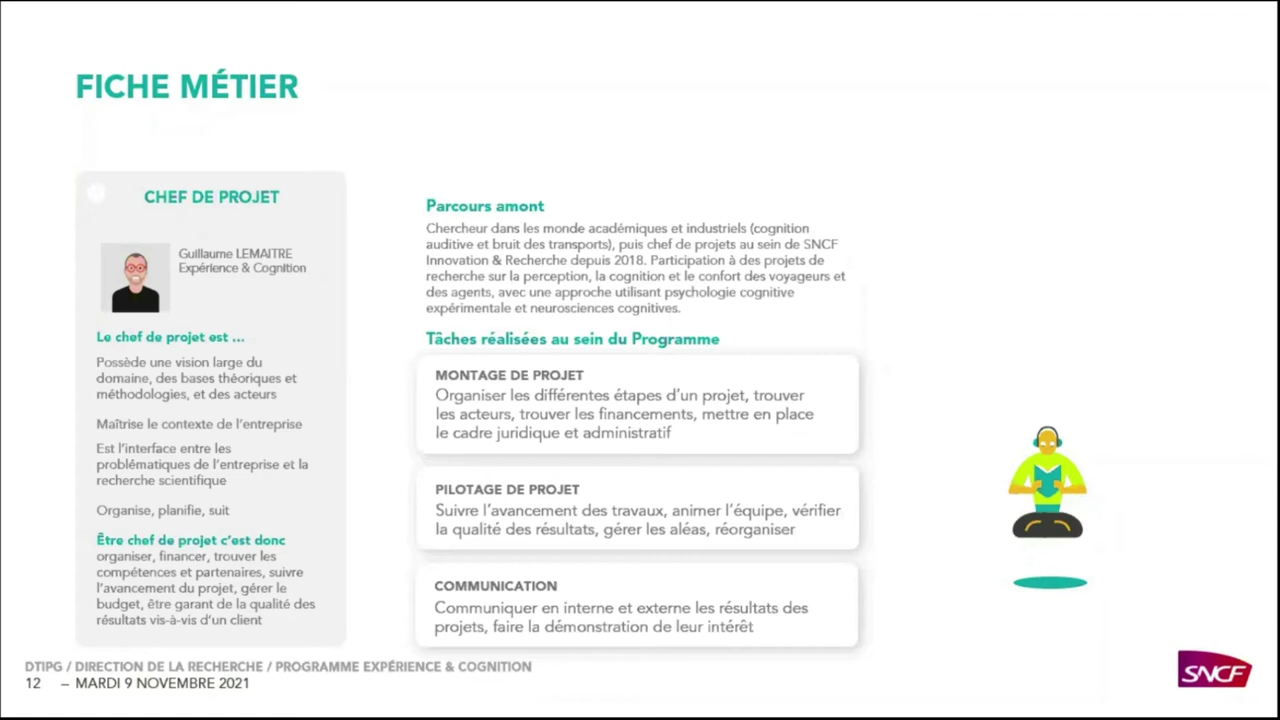 FICHE MÉTIER
CHEF DE PROJET
Guillaume LEMAITRE
Expérience & Cognition
Le chef de projet est ...
Possède une vision large du
domaine, des bases théoriques et
méthodologies, et des acteurs
Maîtrise le contexte de l'entreprise
Est l'interface entre les
problématiques de l'entreprise et la
recherche scientifique
Organise, planifie, suit
Être chef de projet c'est donc
organiser, financer, trouver les
compétences et partenaires, suivre
l'avancement du projet, gérer le
budget, être garant de la qualité des
résultats vis-à-vis d'un client
Parcours amont
Chercheur dans les monde académiques et industriels (cognition
auditive et bruit des transports), puis chef de projets au sein de SNCF
Innovation & Recherche depuis 2018. Participation à des projets de
recherche sur la perception, la cognition et le confort des voyageurs et
des agents, avec une approche utilisant psychologie cognitive
expérimentale et neurosciences cognitives.
Tâches réalisées au sein du Programme
MONTAGE DE PROJET
Organiser les différentes étapes d'un projet, trouver
les acteurs, trouver les financements, mettre en place
le cadre juridique et administratif
PILOTAGE DE PROJET
Suivre l'avancement des travaux, animer l'équipe, vérifier
la qualité des résultats, gérer les aléas, réorganiser
COMMUNICATION
Communiquer en interne et externe les résultats des
projets, faire la démonstration de leur intérêt
DTIPG / DIRECTION DE LA RECHERCHE / PROGRAMME EXPÉRIENCE & COGNITION
12 – MARDI 9 NOVEMBRE 2021
SNCF